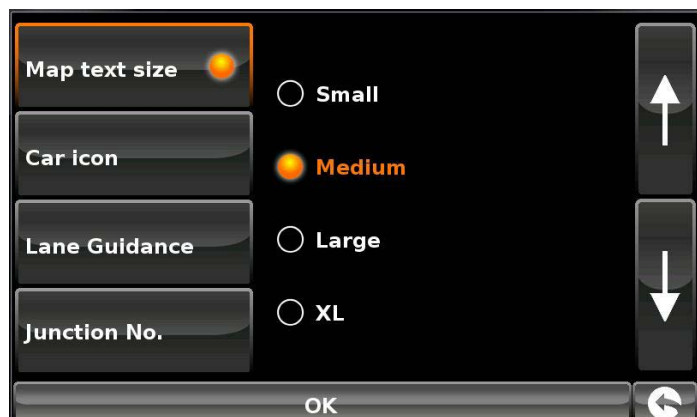 Map text size
Car icon
Lane Guidance
Junction No.
Small
Medium
Large
XL
OK